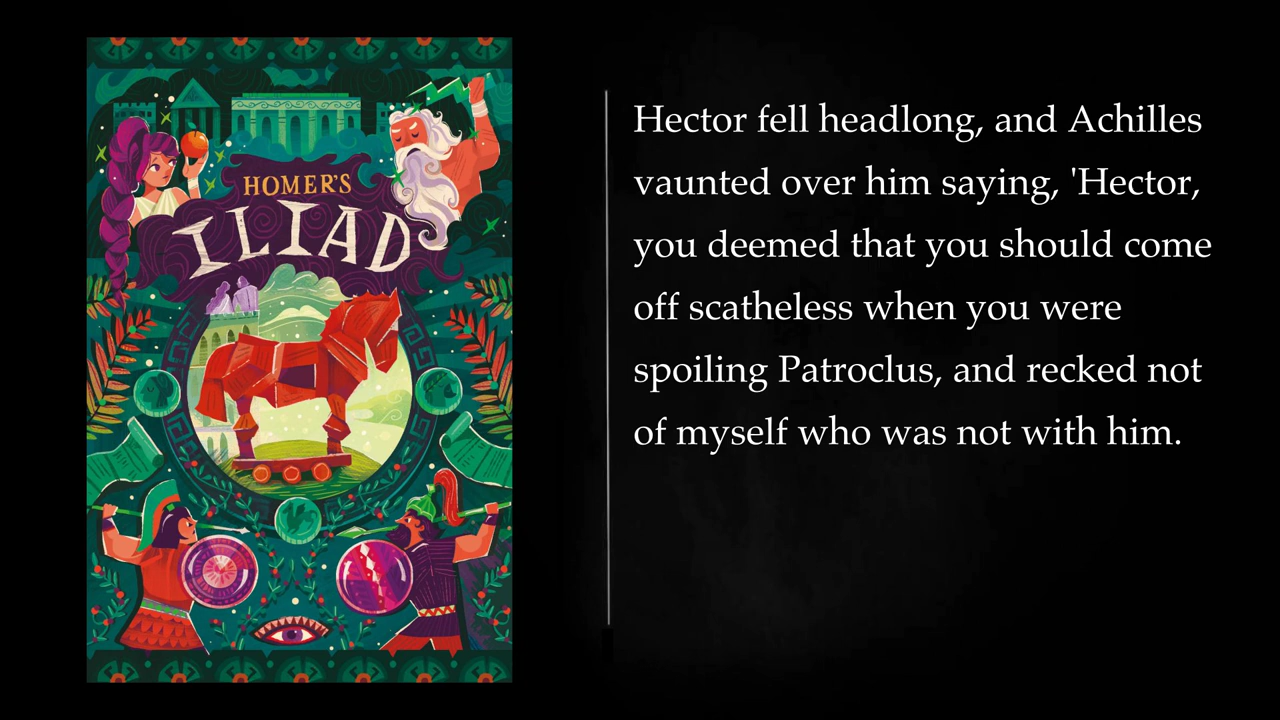 HOMER'S
ILIAD
Hector fell headlong, and Achilles
vaunted over him saying, 'Hector,
you deemed that you should come
off scatheless when you were
spoiling Patroclus, and recked not
of myself who was not with him.